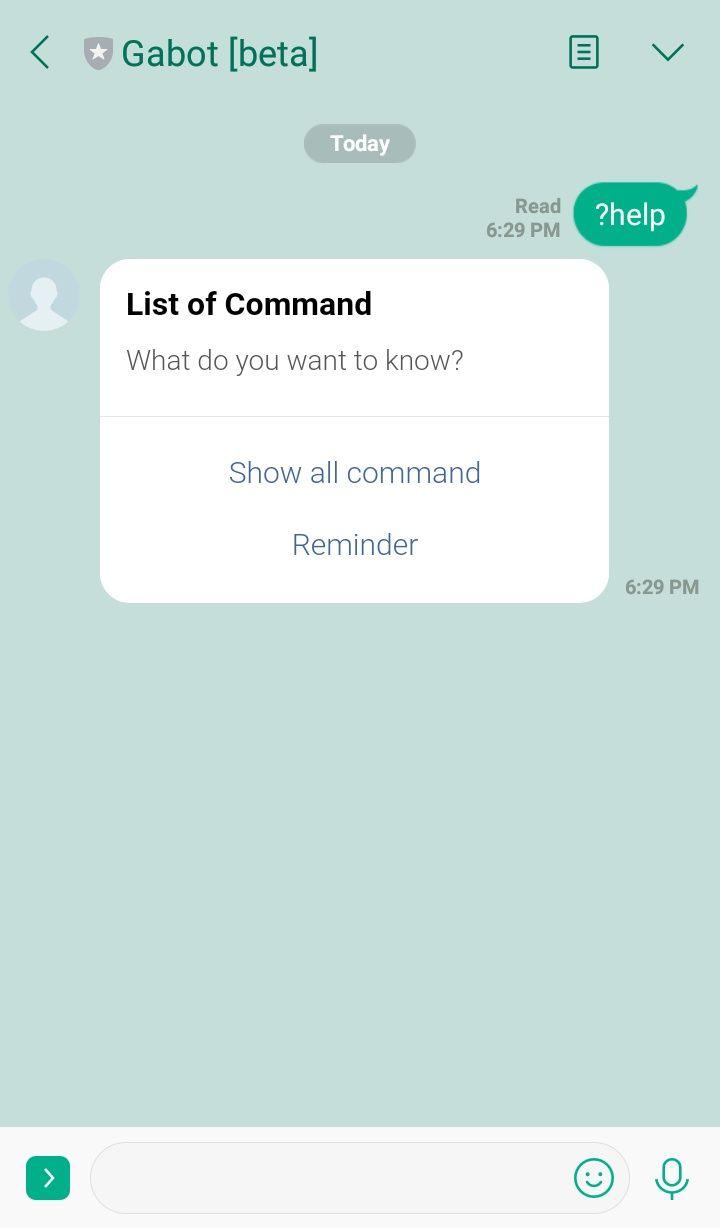 Gabot [beta]
Today
Read
6:29 PM
?help
List of Command
What do you want to know?
Show all command
Reminder
6:29 PM